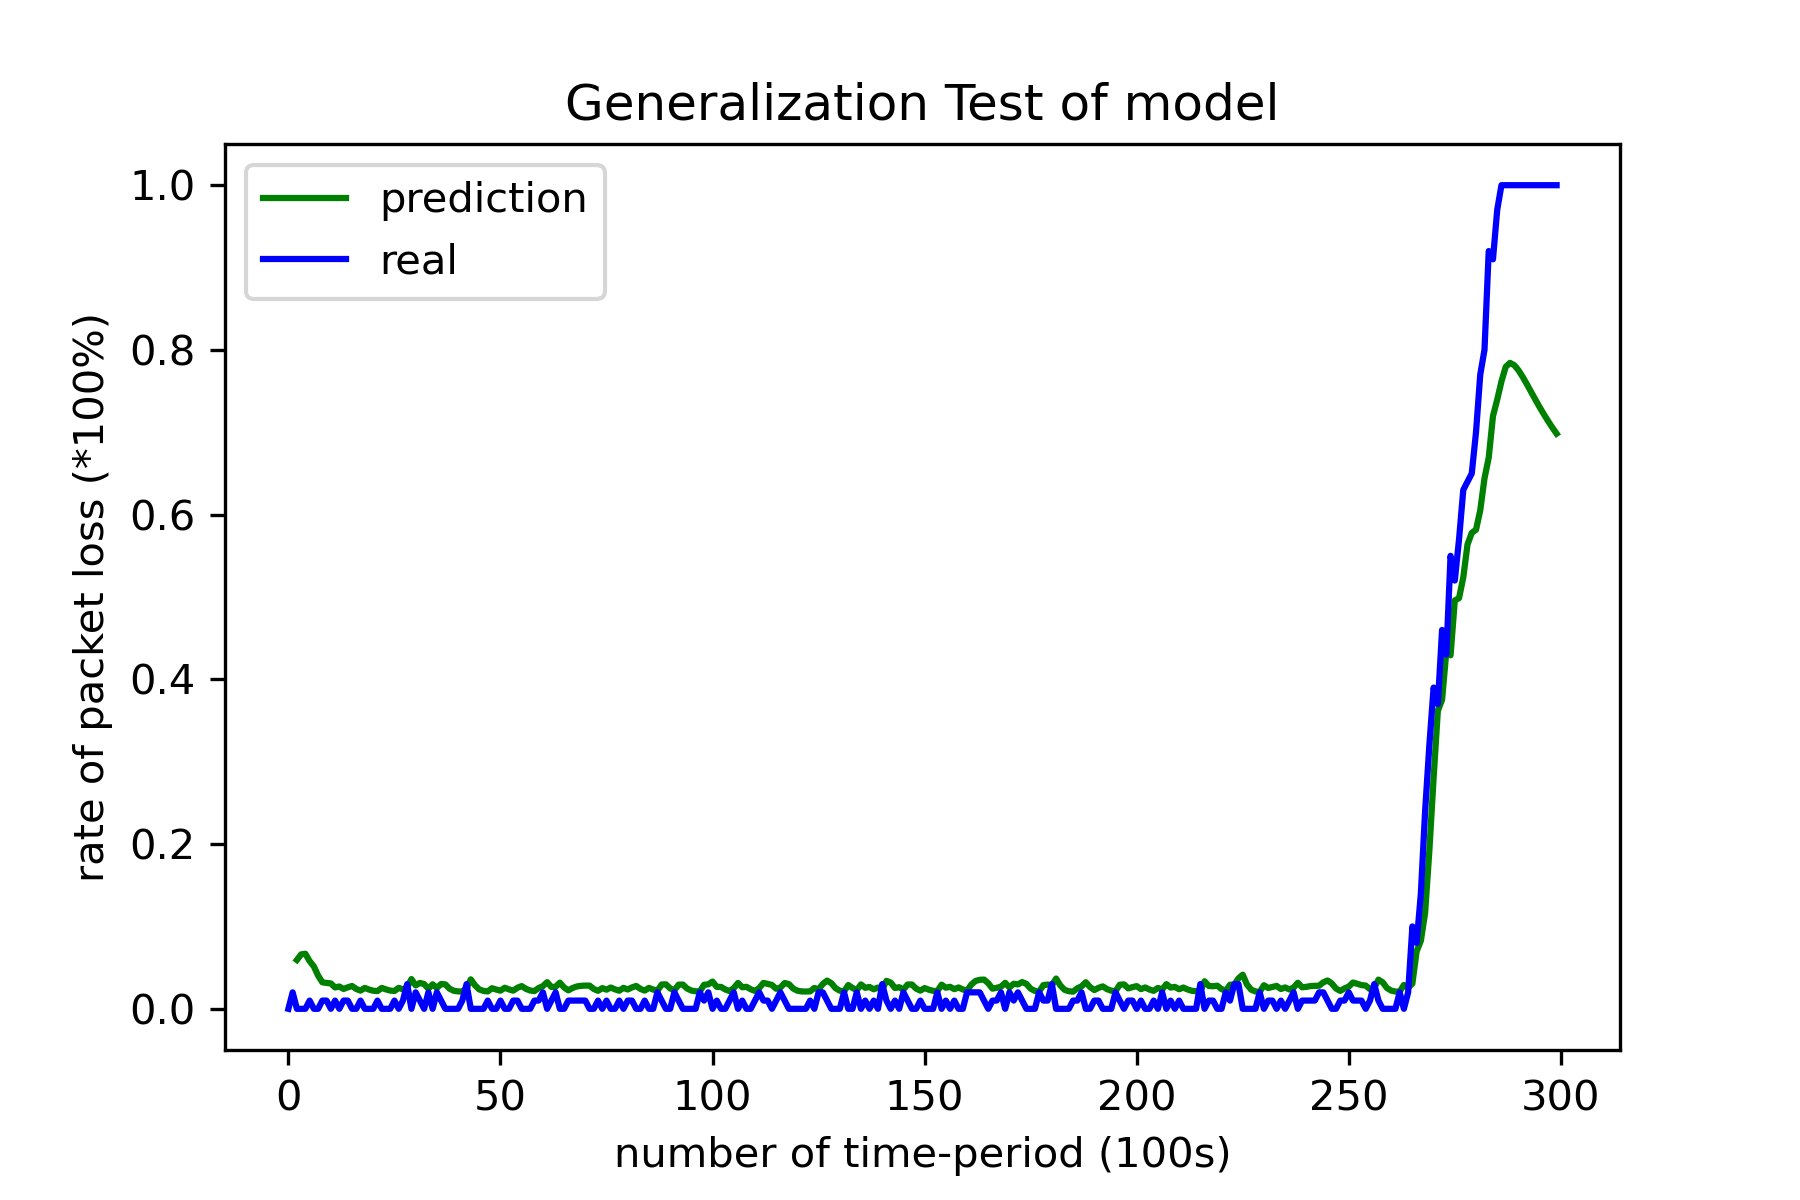 Generalization Test of model
prediction
real
1.0
0.8
0.6
0.4
0.2
0.0
rate of packet loss (*100%)
0 50 100 150 200 250 300
number of time-period (100s)